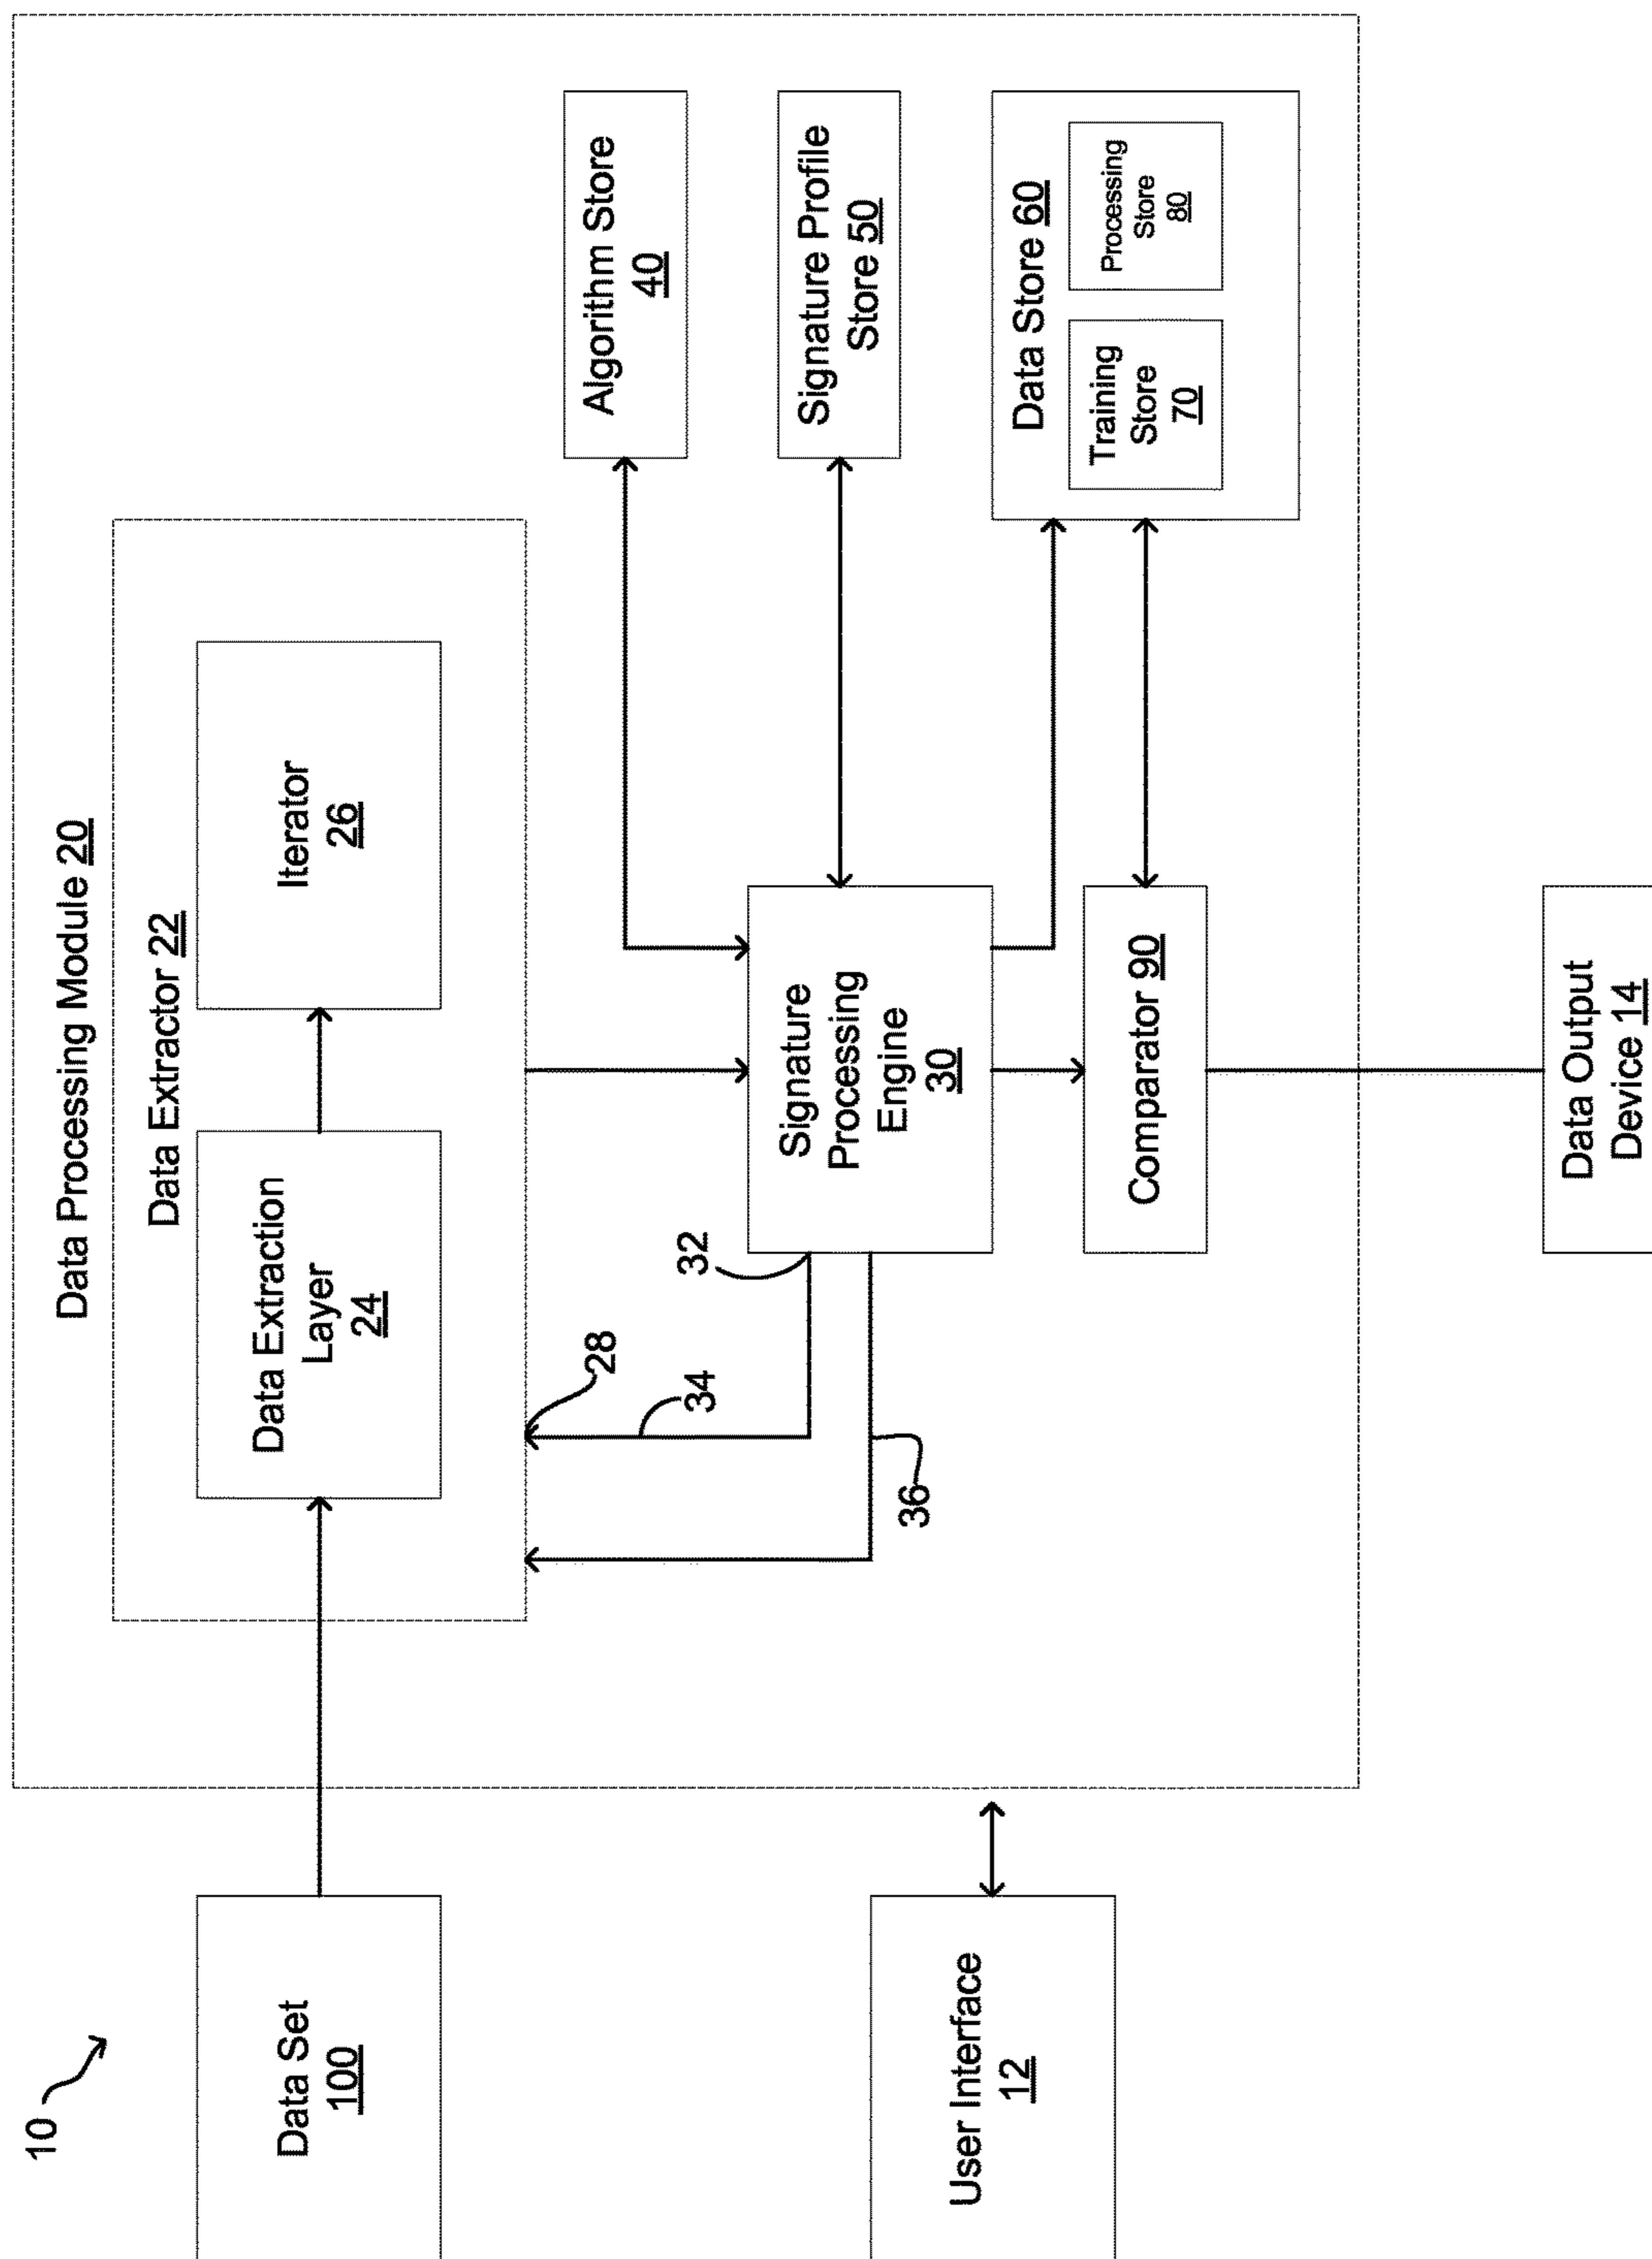 10
Data Processing Module 20
Data Extractor 22
Data Set
100
Data Extraction
Layer
24
Iterator
26
28
34
32
36
Algorithm Store
40
Signature
Processing
Engine
30
Signature Profile
Store 50
Data Store 60
Training
Store
70
Processing
Store
80
User Interface
12
Comparator 90
Data Output
Device 14